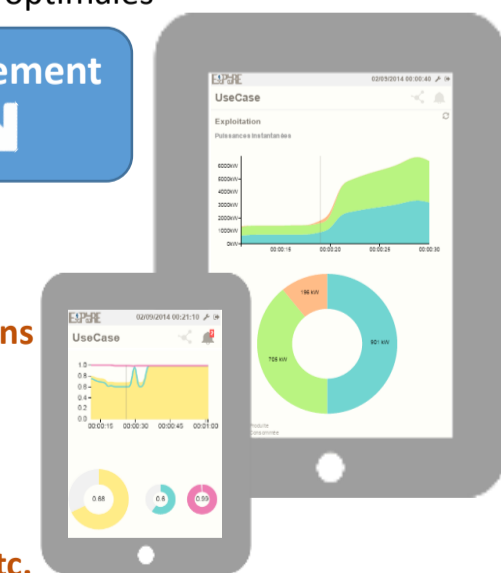 optimales
ement
N
02/09/2014 00:00:40
UseCase
Exploitation
Puissances instantanées
6000kW
5000kW
4000kW
3000kW
2000kW
1000kW
0kW
00:00:15
00:00:20
00:00:25
00:00:30
196 kW
901 kW
708 kW
Produite
Consommée
ns
02/09/2014 00:21:10
UseCase
1.0
0.8
0.6
0.4
0.2
0.0
00:00:15
00:00:30
00:00:45
00:01:00
0.68
0.6
0.99
tc.